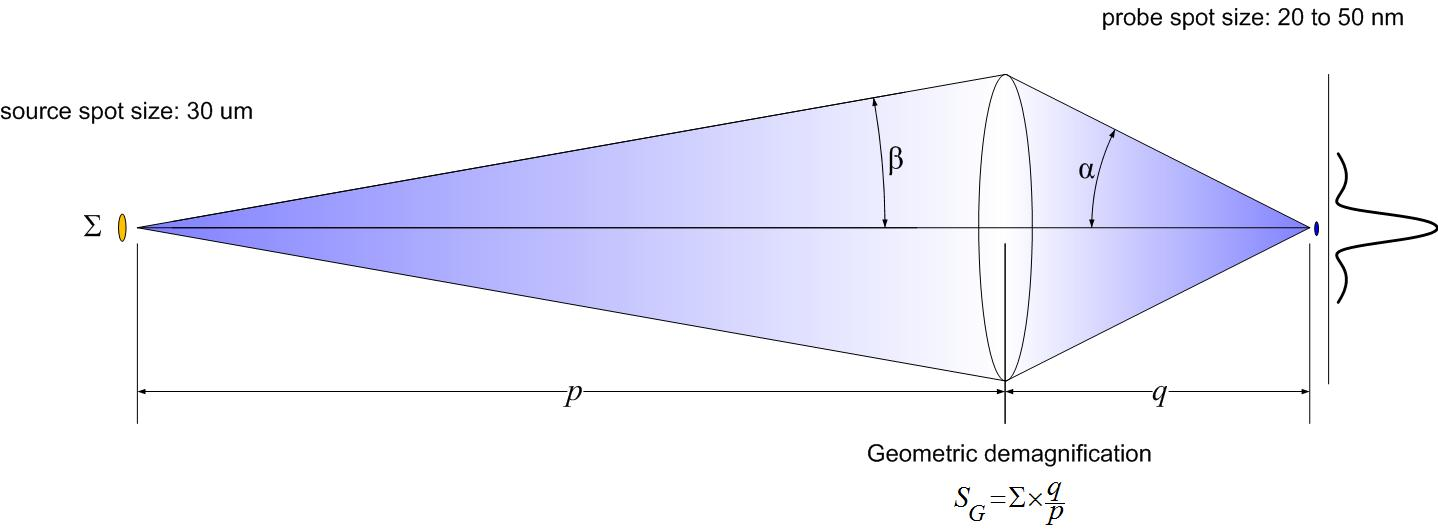 probe spot size: 20 to 50 nm
source spot size: 30 um
β
α
Σ
p
q
Geometric demagnification
S_G=Σ×q/p